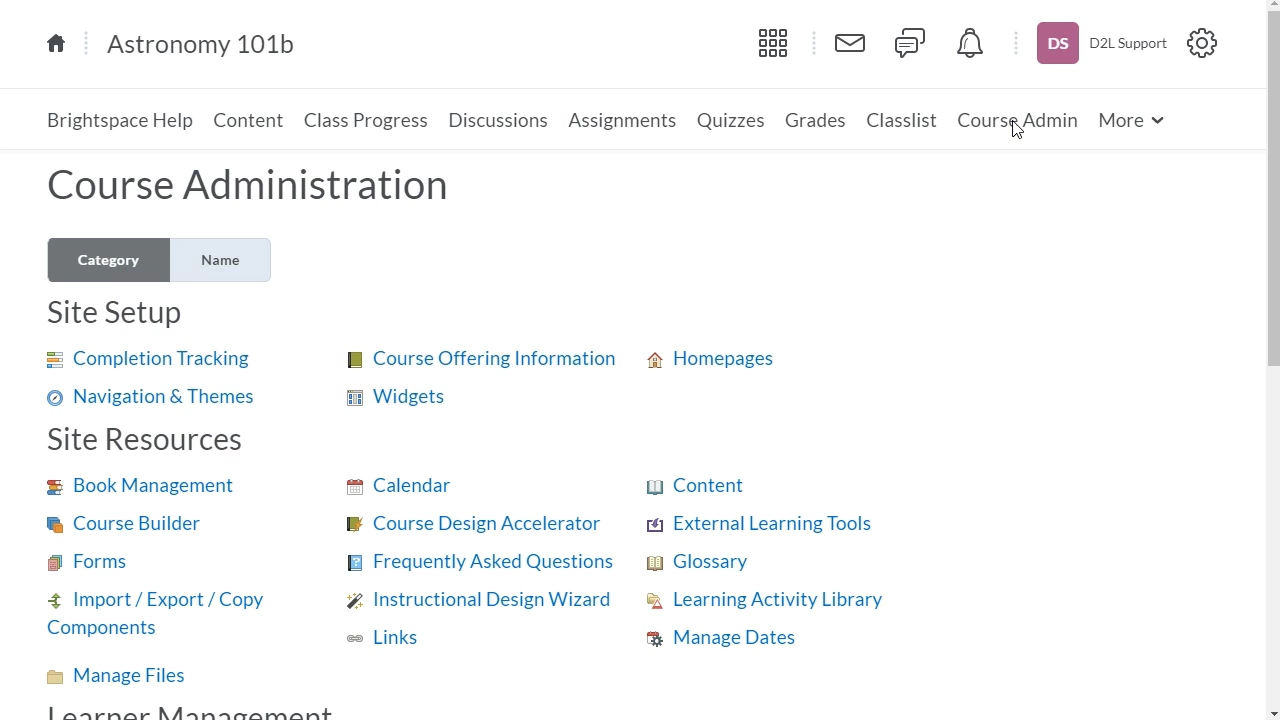 Astronomy 101b
DS D2L Support
Brightspace Help Content Class Progress Discussions Assignments Quizzes Grades Classlist Course Admin More
Course Administration
Category Name
Site Setup
Completion Tracking Course Offering Information Homepages
Navigation & Themes Widgets
Site Resources
Book Management Calendar Content
Course Builder Course Design Accelerator External Learning Tools
Forms Frequently Asked Questions Glossary
Import / Export / Copy Instructional Design Wizard Learning Activity Library
Components Links Manage Dates
Manage Files
Learner Management